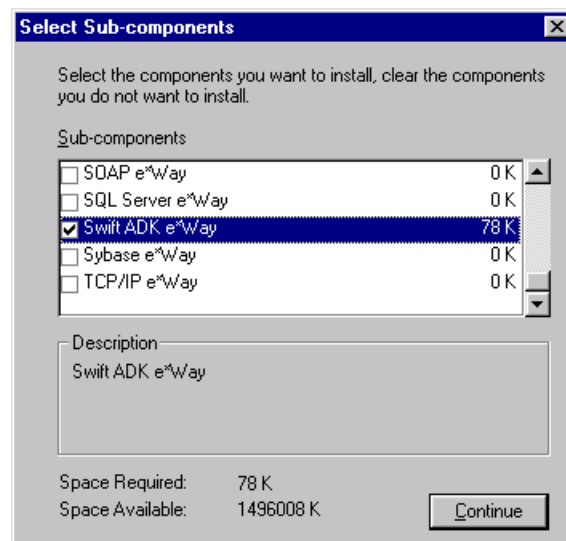 Select Sub-components
Select the components you want to install, clear the components
you do not want to install.
Sub-components
SOAP e*Way 0 K
SQL Server e*Way 0 K
Swift ADK e*Way 78 K
Sybase e*Way 0 K
TCP/IP e*Way 0 K
Description
Swift ADK e*Way
Space Required: 78 K
Space Available: 1496008 K
Continue